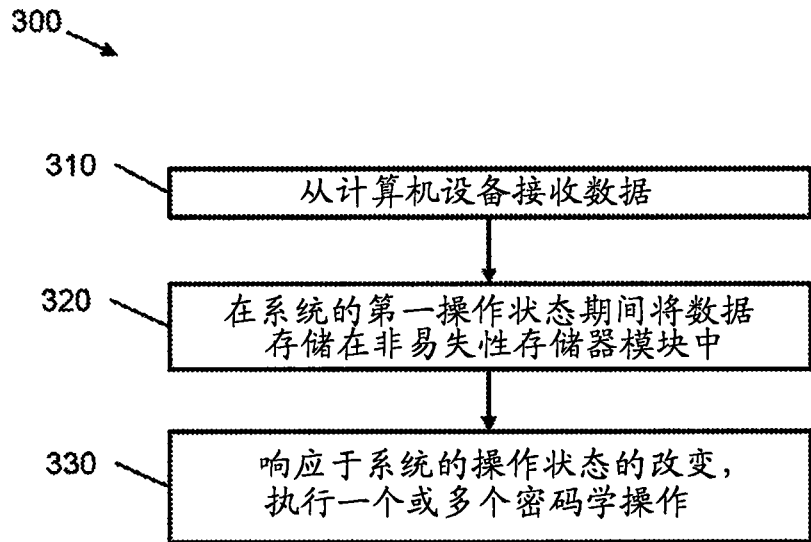 300
310
从计算机设备接收数据
320
在系统的第一操作状态期间将数据
存储在非易失性存储器模块中
330
响应于系统的操作状态的改变,
执行一个或多个密码学操作